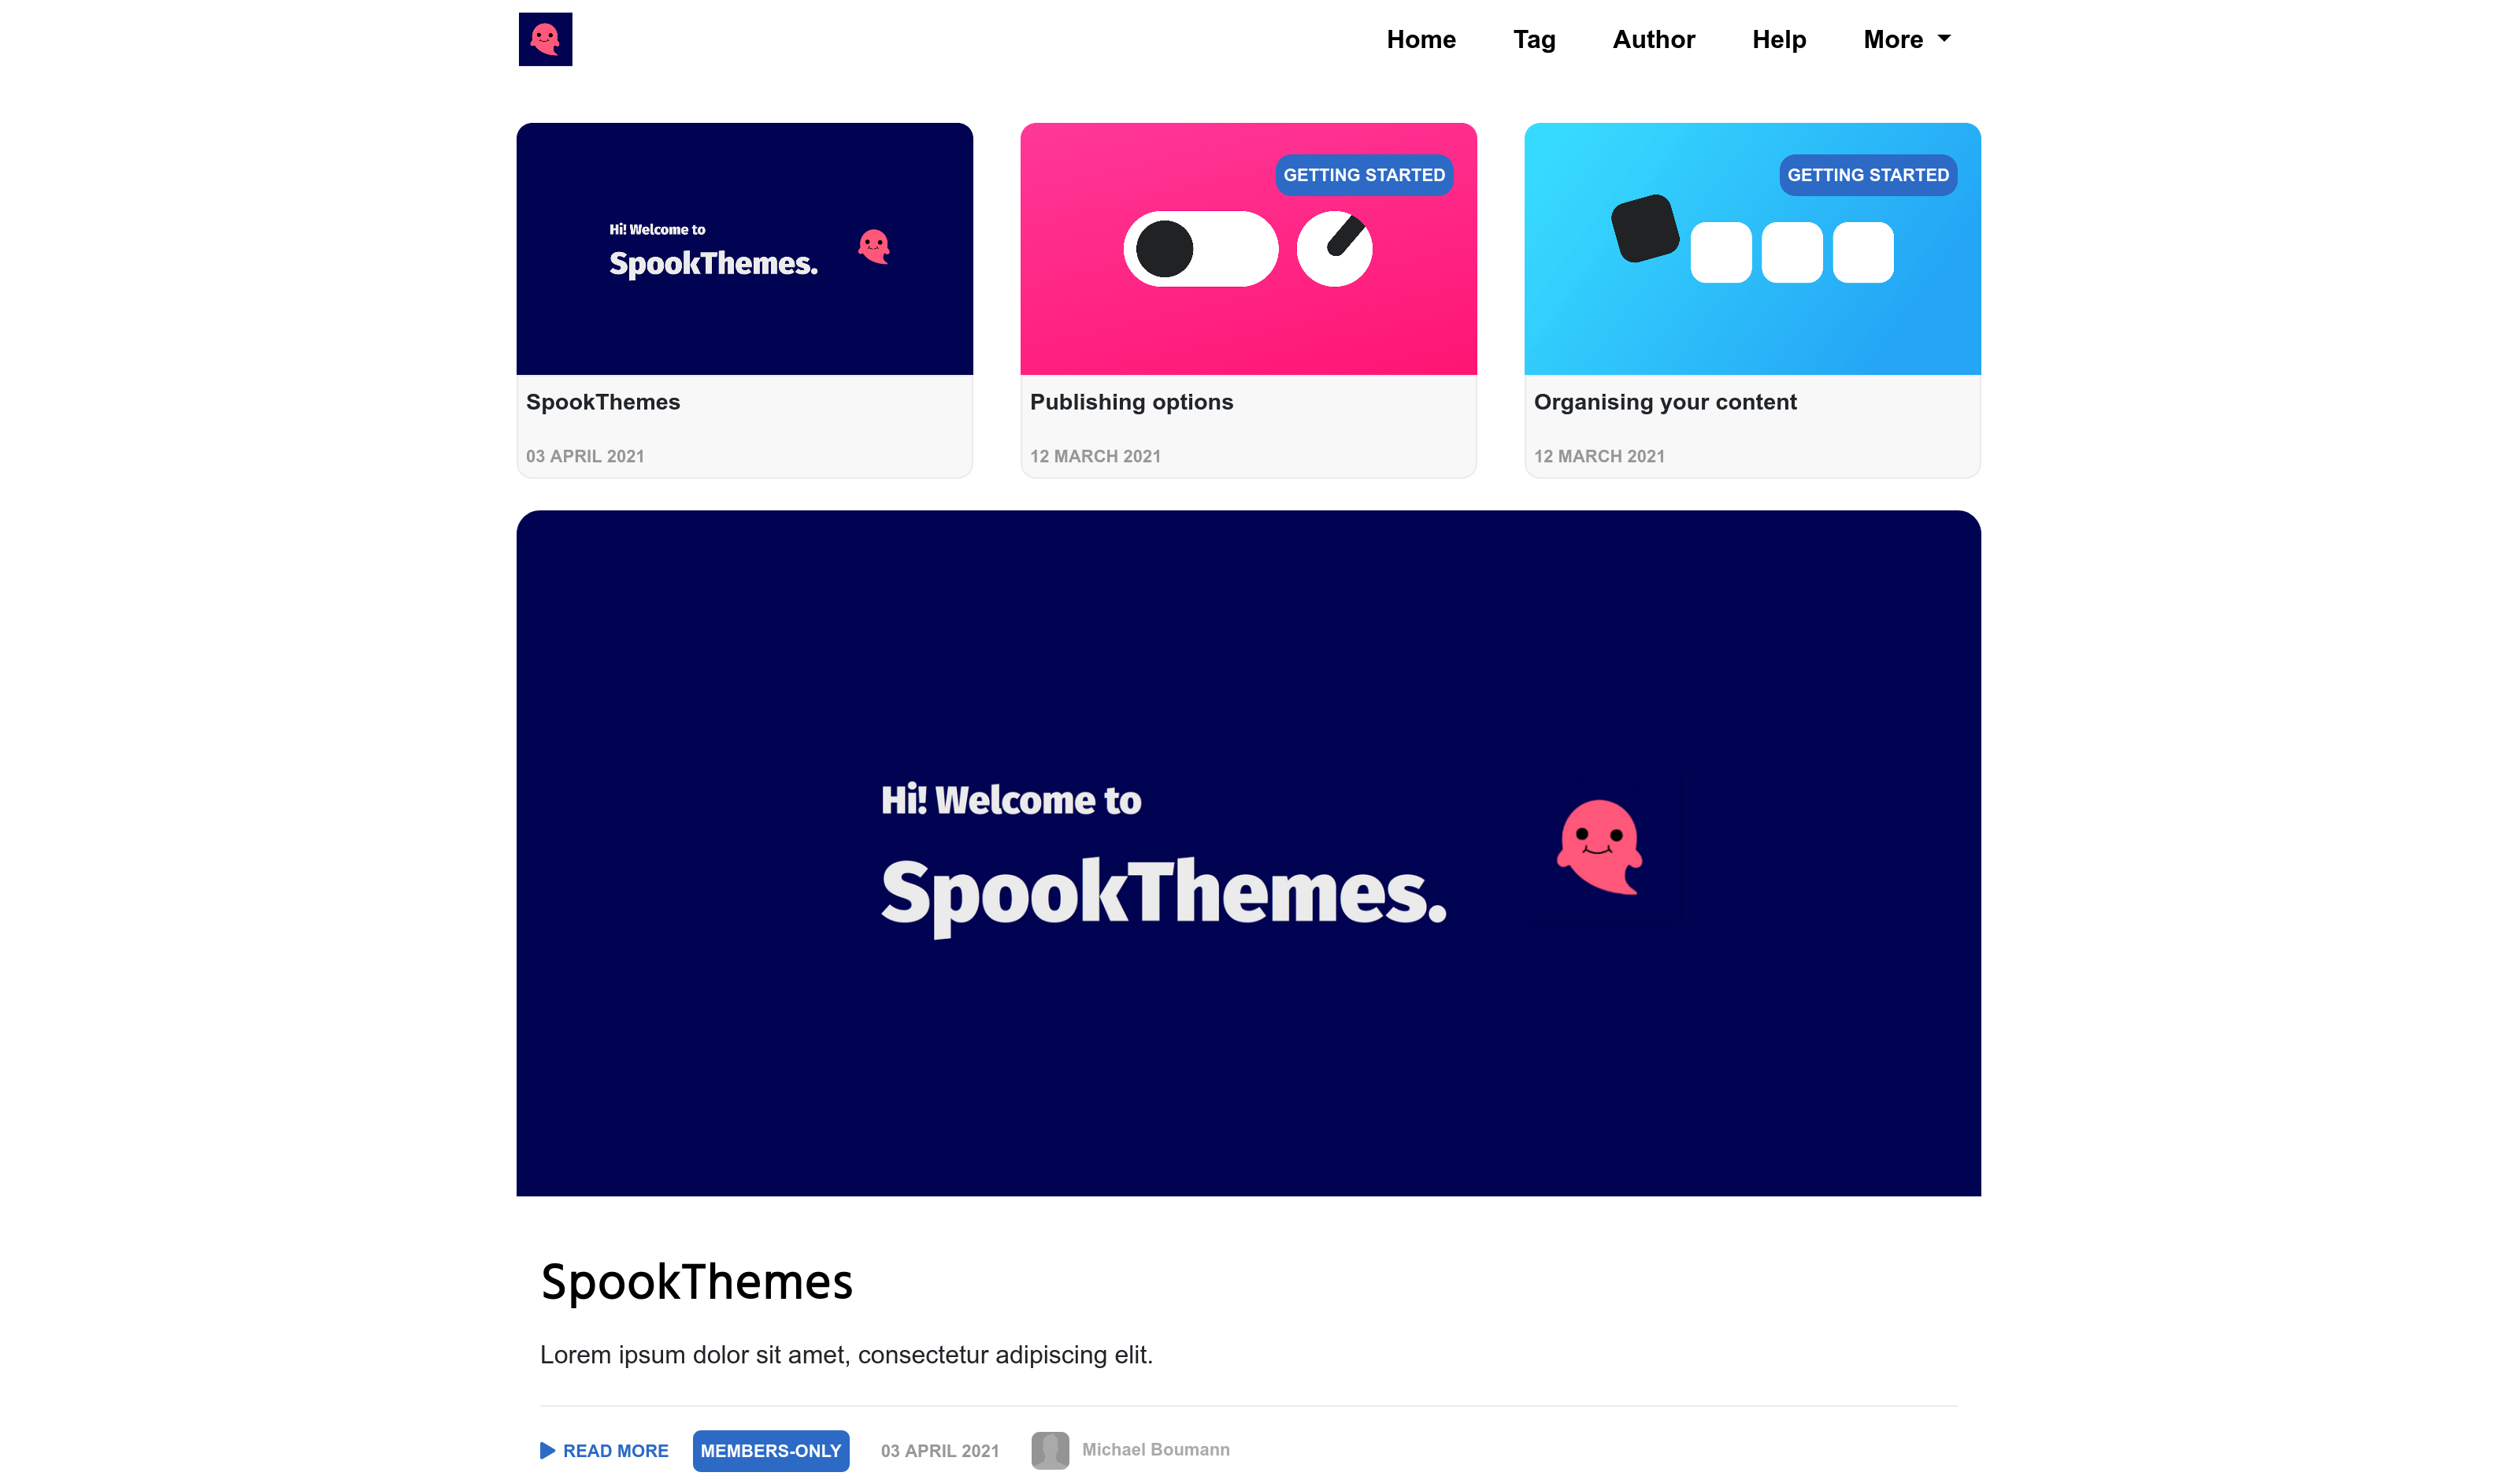 Home Tag Author Help More
Hi! Welcome to
SpookThemes.
SpookThemes
03 APRIL 2021
GETTING STARTED
Publishing options
12 MARCH 2021
GETTING STARTED
Organising your content
12 MARCH 2021
Hi! Welcome to
SpookThemes.
SpookThemes
Lorem ipsum dolor sit amet, consectetur adipiscing elit.
READ MORE MEMBERS-ONLY 03 APRIL 2021 Michael Boumann